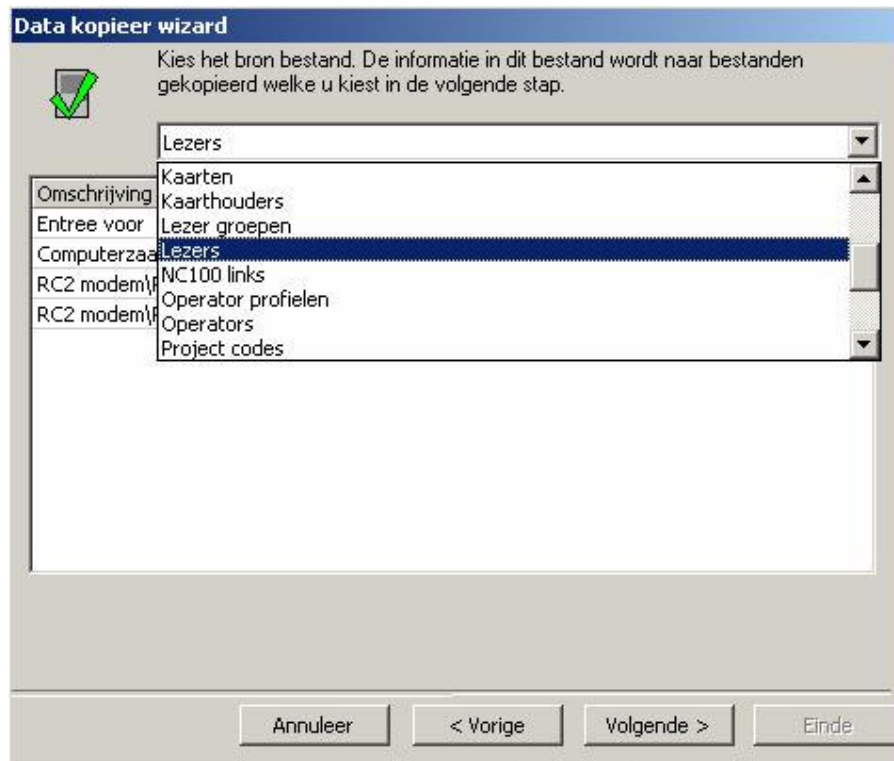 Data kopieer wizard
Kies het bron bestand. De informatie in dit bestand wordt naar bestanden
gekopieerd welke u kiest in de volgende stap.
Lezers
Kaarten
Kaarthouders
Lezer groepen
Lezers
NC100 links
Operator profielen
Operators
Project codes
Omschrijving
Entree voor
Computerzaa
RC2 modem\
RC2 modem\
Annuleer
< Vorige
Volgende >
Einde